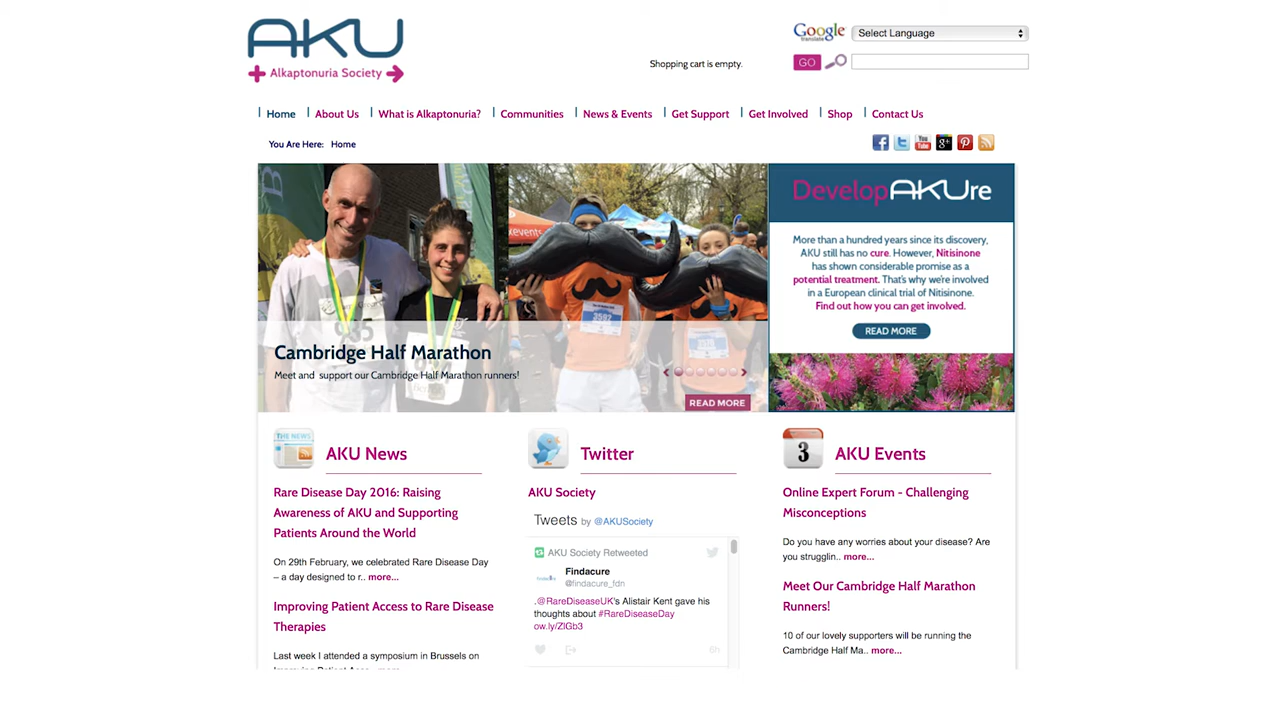 AKU
Alkaptonuria Society
Shopping cart is empty.
Google
translate
Select Language
GO
Home
About Us
What is Alkaptonuria?
Communities
News & Events
Get Support
Get Involved
Shop
Contact Us
You Are Here: Home
You
Tube
3597
Cambridge Half Marathon
Meet and support our Cambridge Half Marathon runners!
READ MORE
DevelopAKUre
More than a hundred years since its discovery,
AKU still has no cure. However, Nitisinone
has shown considerable promise as a
potential treatment. That's why we're involved
in a European clinical trial of Nitisinone.
Find out how you can get involved.
READ MORE
THE NEWS
AKU News
Rare Disease Day 2016: Raising
Awareness of AKU and Supporting
Patients Around the World
On 29th February, we celebrated Rare Disease Day
– a day designed to r.. more...
Improving Patient Access to Rare Disease
Therapies
Last week I attended a symposium in Brussels on
Twitter
AKU Society
Tweets by @AKUSociety
AKU Society Retweeted
Findacure
@findacure_fdn
.@RareDiseaseUK's Alistair Kent gave his
thoughts about #RareDiseaseDay
ow.ly/ZIGb3
6h
3
AKU Events
Online Expert Forum - Challenging
Misconceptions
Do you have any worries about your disease? Are
you strugglin.. more...
Meet Our Cambridge Half Marathon
Runners!
10 of our lovely supporters will be running the
Cambridge Half Ma.. more...